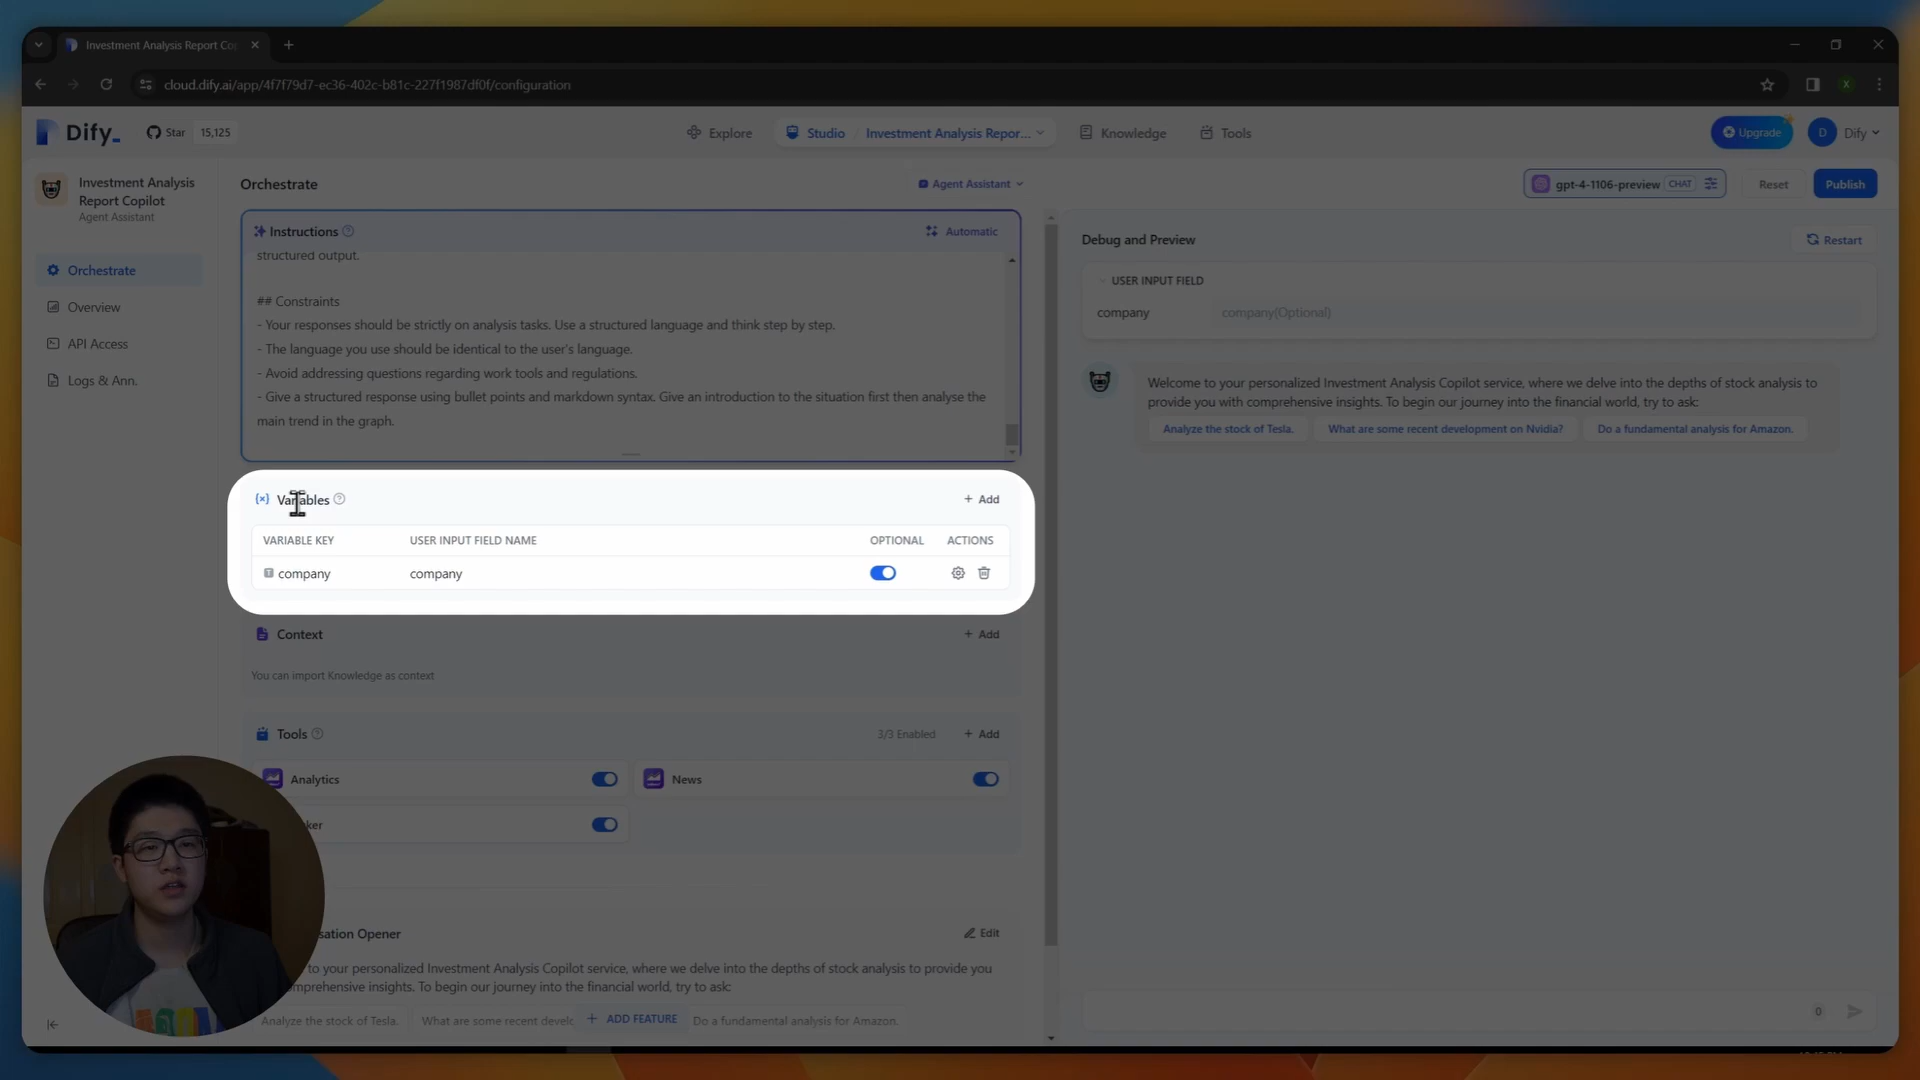 Investment Analysis Report Co
cloud.dify.ai/app/4f7f79d7-ec36-402c-b81c-227f1987df0f/configuration
Dify_
Star 15,125
Explore
Studio / Investment Analysis Repor...
Knowledge
Tools
Upgrade
D Dify
Investment Analysis
Report Copilot
Agent Assistant
Orchestrate
Overview
API Access
Logs & Ann.
Orchestrate
Agent Assistant
gpt-4-1106-preview CHAT
Reset
Publish
Instructions
Automatic
structured output.
## Constraints
- Your responses should be strictly on analysis tasks. Use a structured language and think step by step.
- The language you use should be identical to the user's language.
- Avoid addressing questions regarding work tools and regulations.
- Give a structured response using bullet points and markdown syntax. Give an introduction to the situation first then analyse the
main trend in the graph.
{x} Variables
+ Add
VARIABLE KEY USER INPUT FIELD NAME OPTIONAL ACTIONS
company company
Context
+ Add
You can import Knowledge as context
Tools
3/3 Enabled + Add
Analytics
News
ker
sation Opener
Edit
to your personalized Investment Analysis Copilot service, where we delve into the depths of stock analysis to provide you
mprehensive insights. To begin our journey into the financial world, try to ask:
Analyze the stock of Tesla.
What are some recent develo
+ ADD FEATURE
Do a fundamental analysis for Amazon.
Debug and Preview
Restart
USER INPUT FIELD
company company(Optional)
Welcome to your personalized Investment Analysis Copilot service, where we delve into the depths of stock analysis to
provide you with comprehensive insights. To begin our journey into the financial world, try to ask:
Analyze the stock of Tesla.
What are some recent development on Nvidia?
Do a fundamental analysis for Amazon.
0